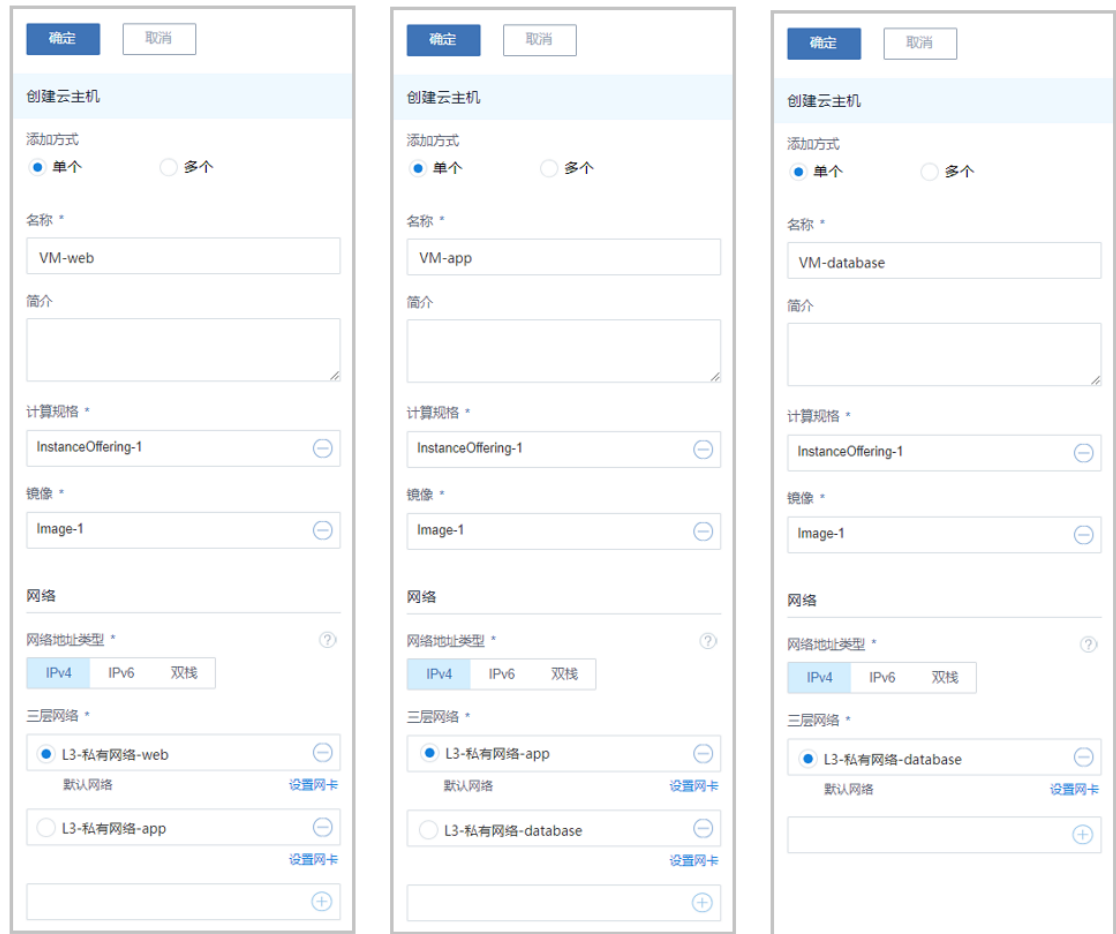 确定 取消
创建云主机
添加方式
单个 多个
名称 *
VM-web
简介
计算规格 *
InstanceOffering-1
镜像 *
Image-1
网络
网络地址类型 * ?
IPv4 IPv6 双栈
三层网络 *
L3-私有网络-web
默认网络 设置网卡
L3-私有网络-app
设置网卡
确定 取消
创建云主机
添加方式
单个 多个
名称 *
VM-app
简介
计算规格 *
InstanceOffering-1
镜像 *
Image-1
网络
网络地址类型 * ?
IPv4 IPv6 双栈
三层网络 *
L3-私有网络-app
默认网络 设置网卡
L3-私有网络-database
设置网卡
确定 取消
创建云主机
添加方式
单个 多个
名称 *
VM-database
简介
计算规格 *
InstanceOffering-1
镜像 *
Image-1
网络
网络地址类型 * ?
IPv4 IPv6 双栈
三层网络 *
L3-私有网络-database
默认网络 设置网卡